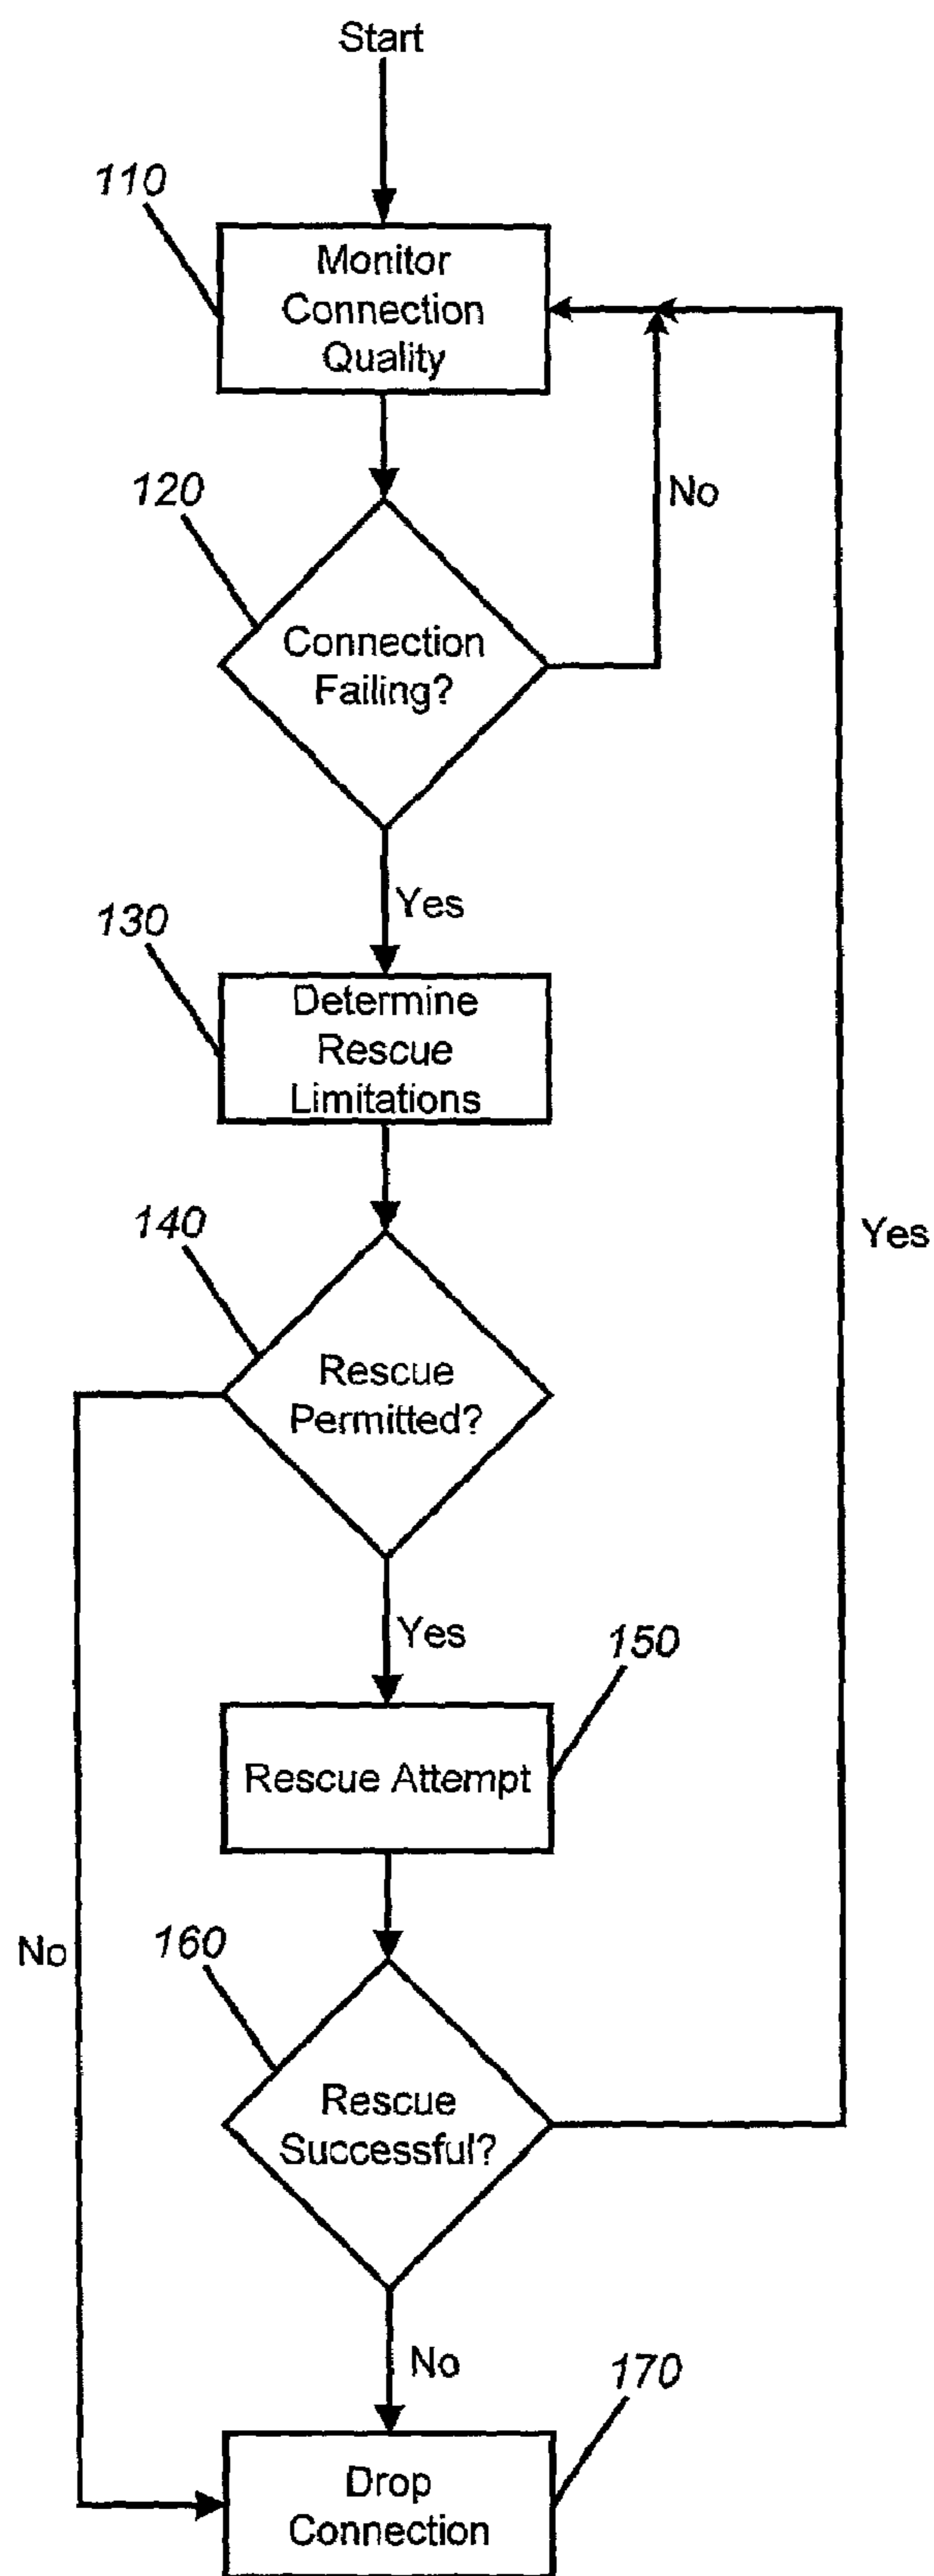 Start
110
Monitor
Connection
Quality
120
No
Connection
Failing?
Yes
130
Determine
Rescue
Limitations
140
Yes
Rescue
Permitted?
Yes
150
Rescue Attempt
No
160
Rescue
Successful?
No
170
Drop
Connection